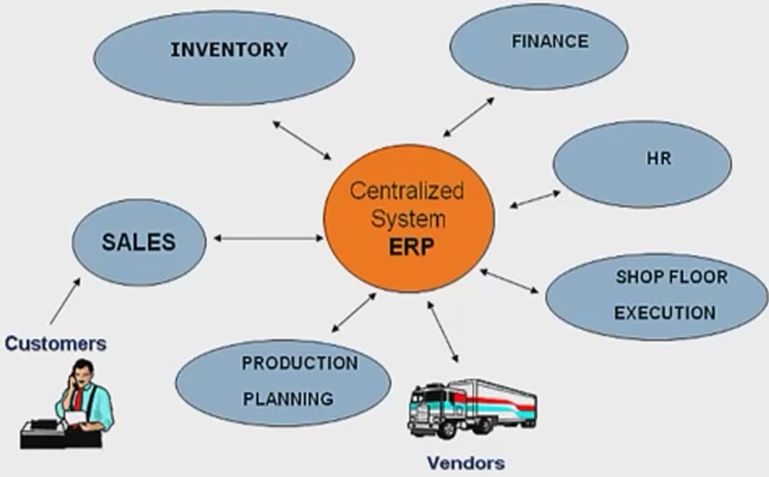 INVENTORY
FINANCE
HR
Centralized
System
ERP
SALES
SHOP FLOOR
EXECUTION
Customers
PRODUCTION
PLANNING
Vendors